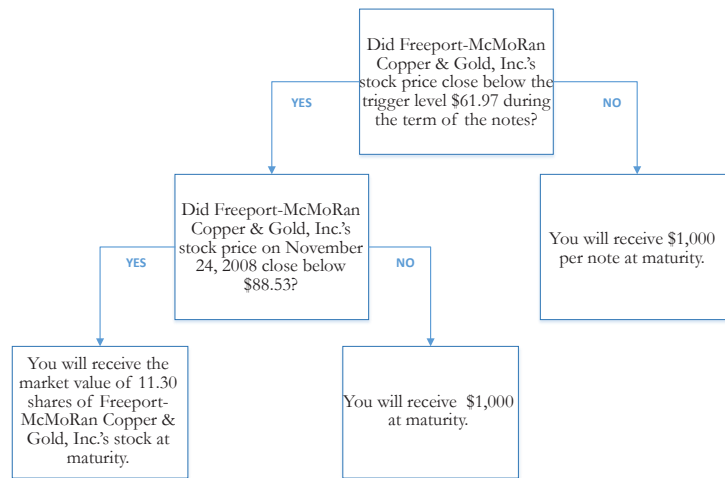 Did Freeport-McMoRan
Copper & Gold, Inc.'s
stock price close below the
trigger level $61.97 during
the term of the notes?
YES
NO
Did Freeport-McMoRan
Copper & Gold, Inc.'s
stock price on November
24, 2008 close below
$88.53?
You will receive $1,000
per note at maturity.
YES
NO
You will receive the
market value of 11.30
shares of Freeport-
McMoRan Copper &
Gold, Inc.'s stock at
maturity.
You will receive $1,000
at maturity.